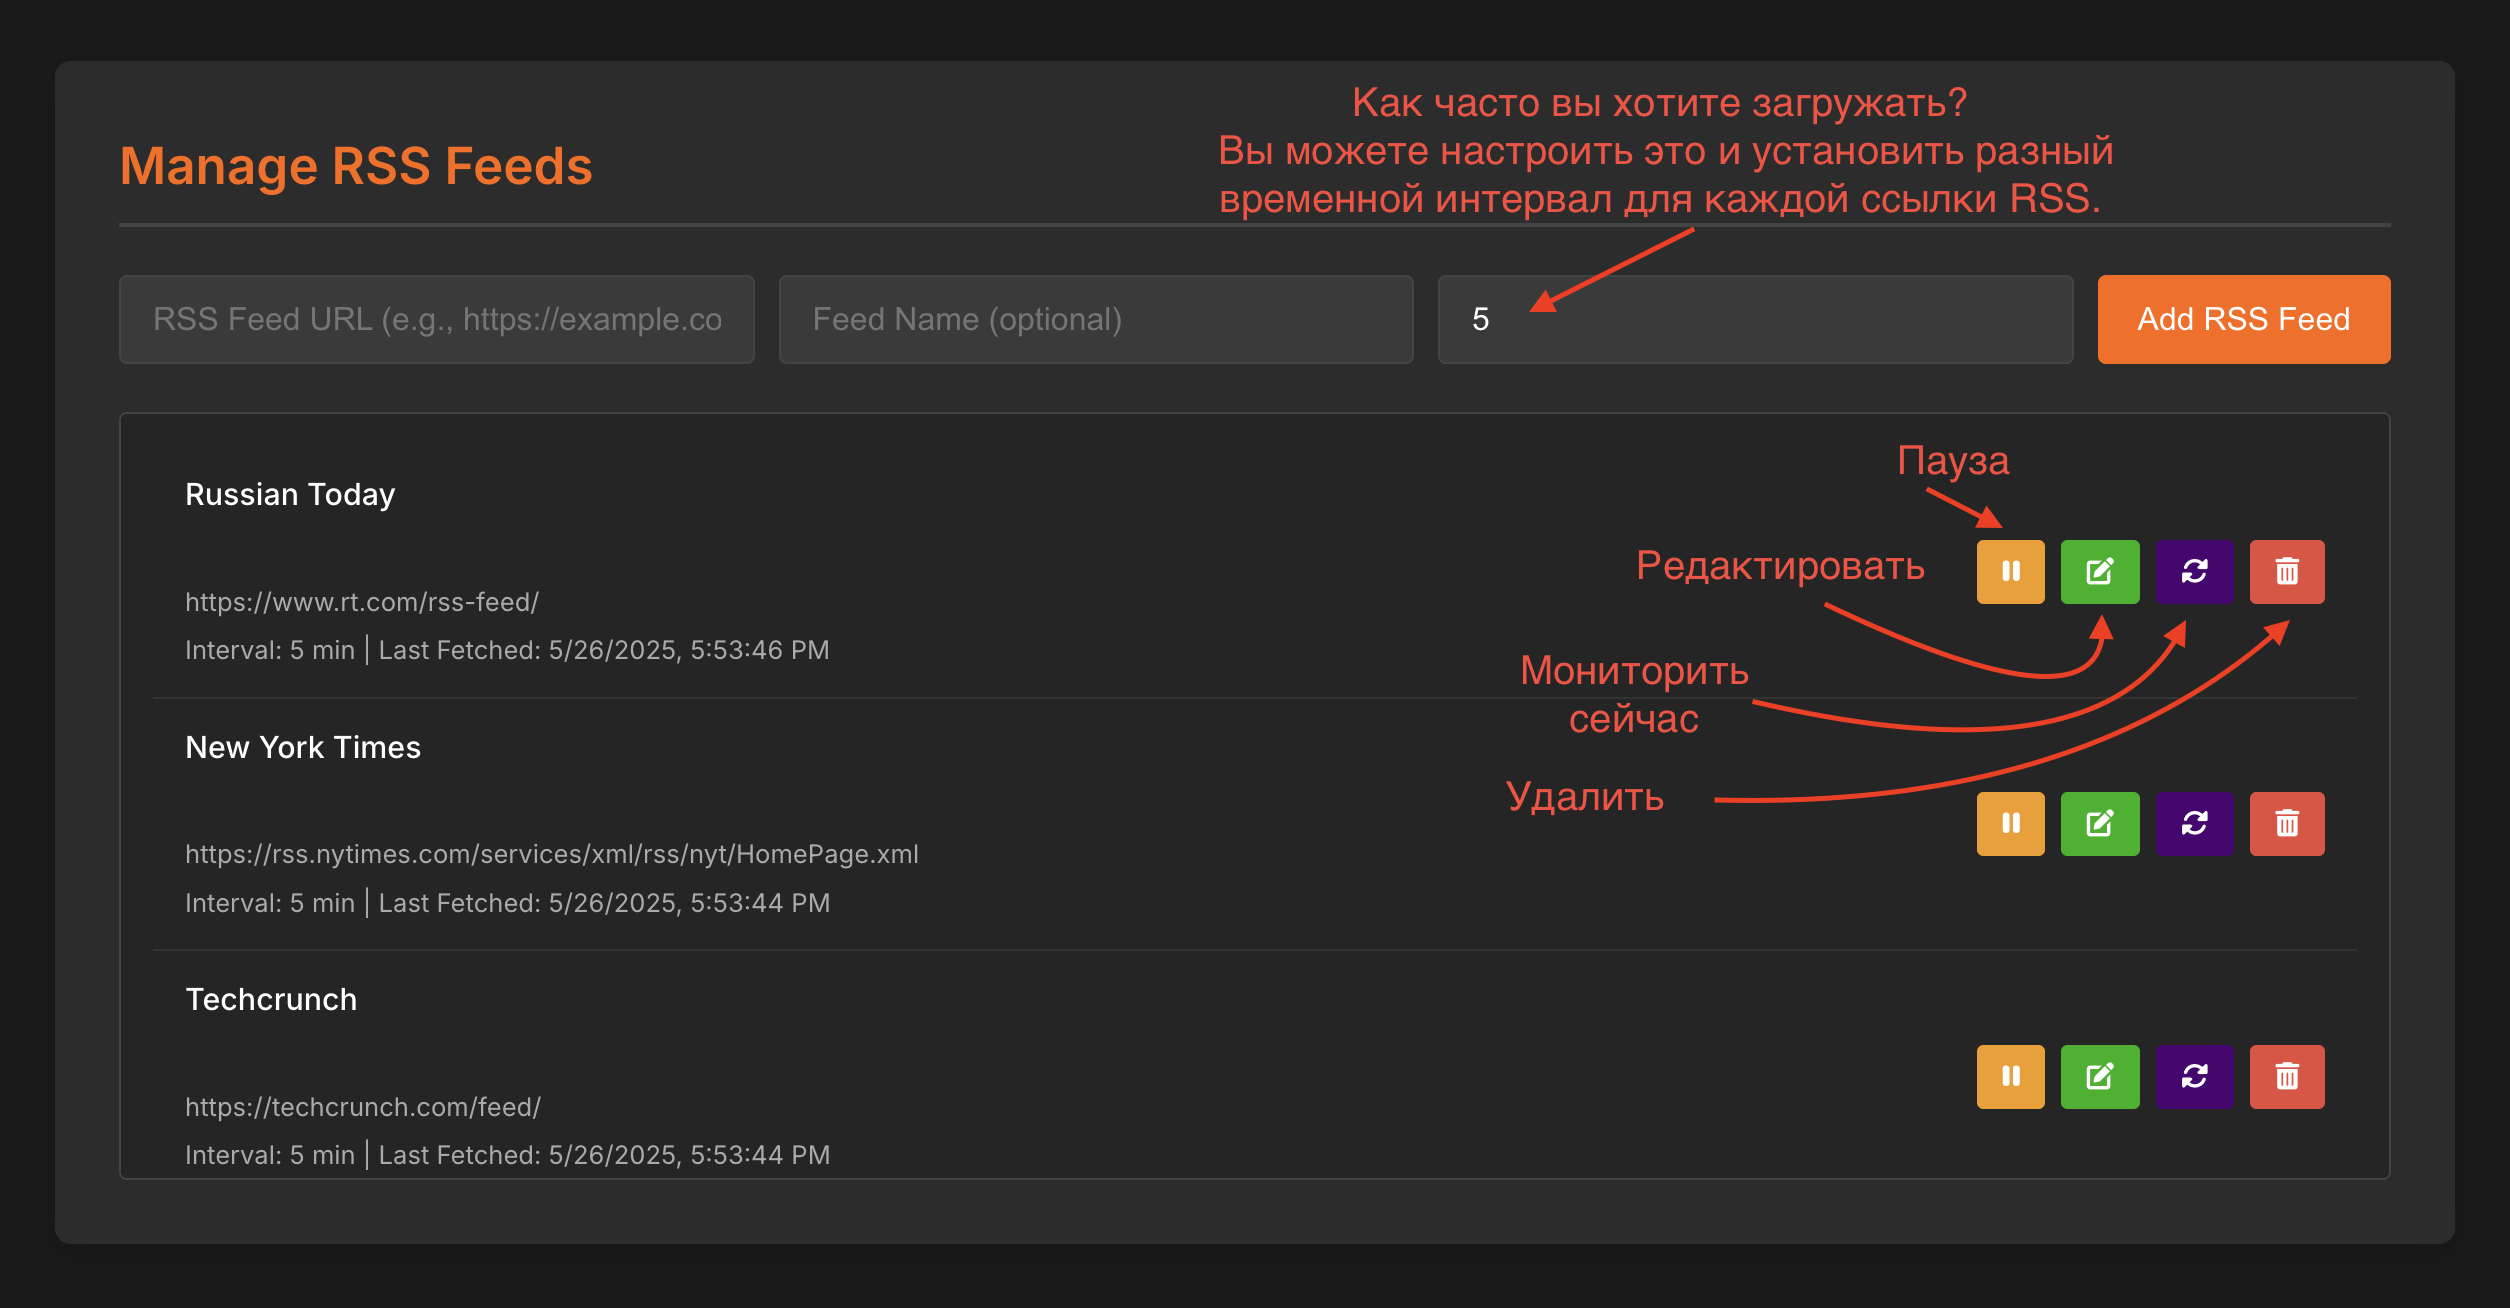 Как часто вы хотите загружать?
Вы можете настроить это и установить разный
временной интервал для каждой ссылки RSS.
Manage RSS Feeds
RSS Feed URL (e.g., https://example.co
Feed Name (optional)
5
Add RSS Feed
Пауза
Russian Today
Редактировать
https://www.rt.com/rss-feed/
Interval: 5 min | Last Fetched: 5/26/2025, 5:53:46 PM
Мониторить
сейчас
New York Times
Удалить
https://rss.nytimes.com/services/xml/rss/nyt/HomePage.xml
Interval: 5 min | Last Fetched: 5/26/2025, 5:53:44 PM
Techcrunch
https://techcrunch.com/feed/
Interval: 5 min | Last Fetched: 5/26/2025, 5:53:44 PM